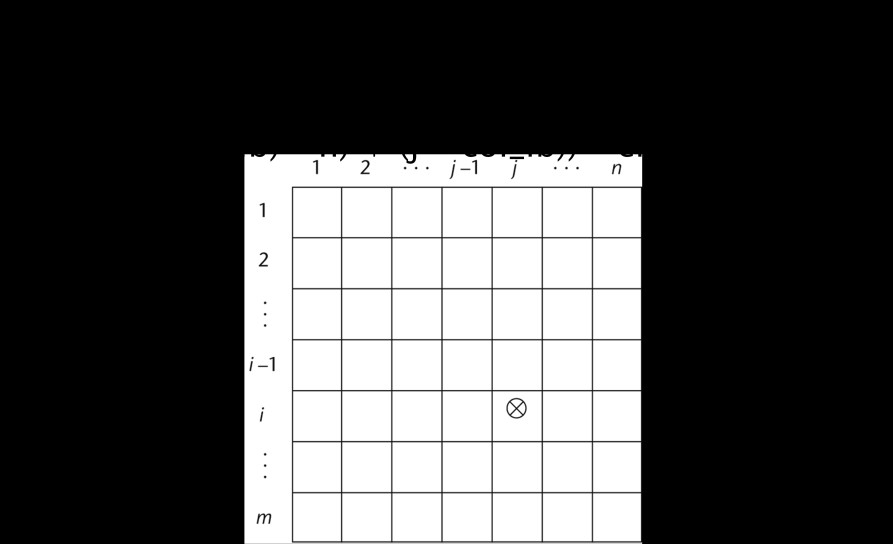 1 2 · · · j –1 j · · · n
1
2
⋮
i –1
i
⋮
m